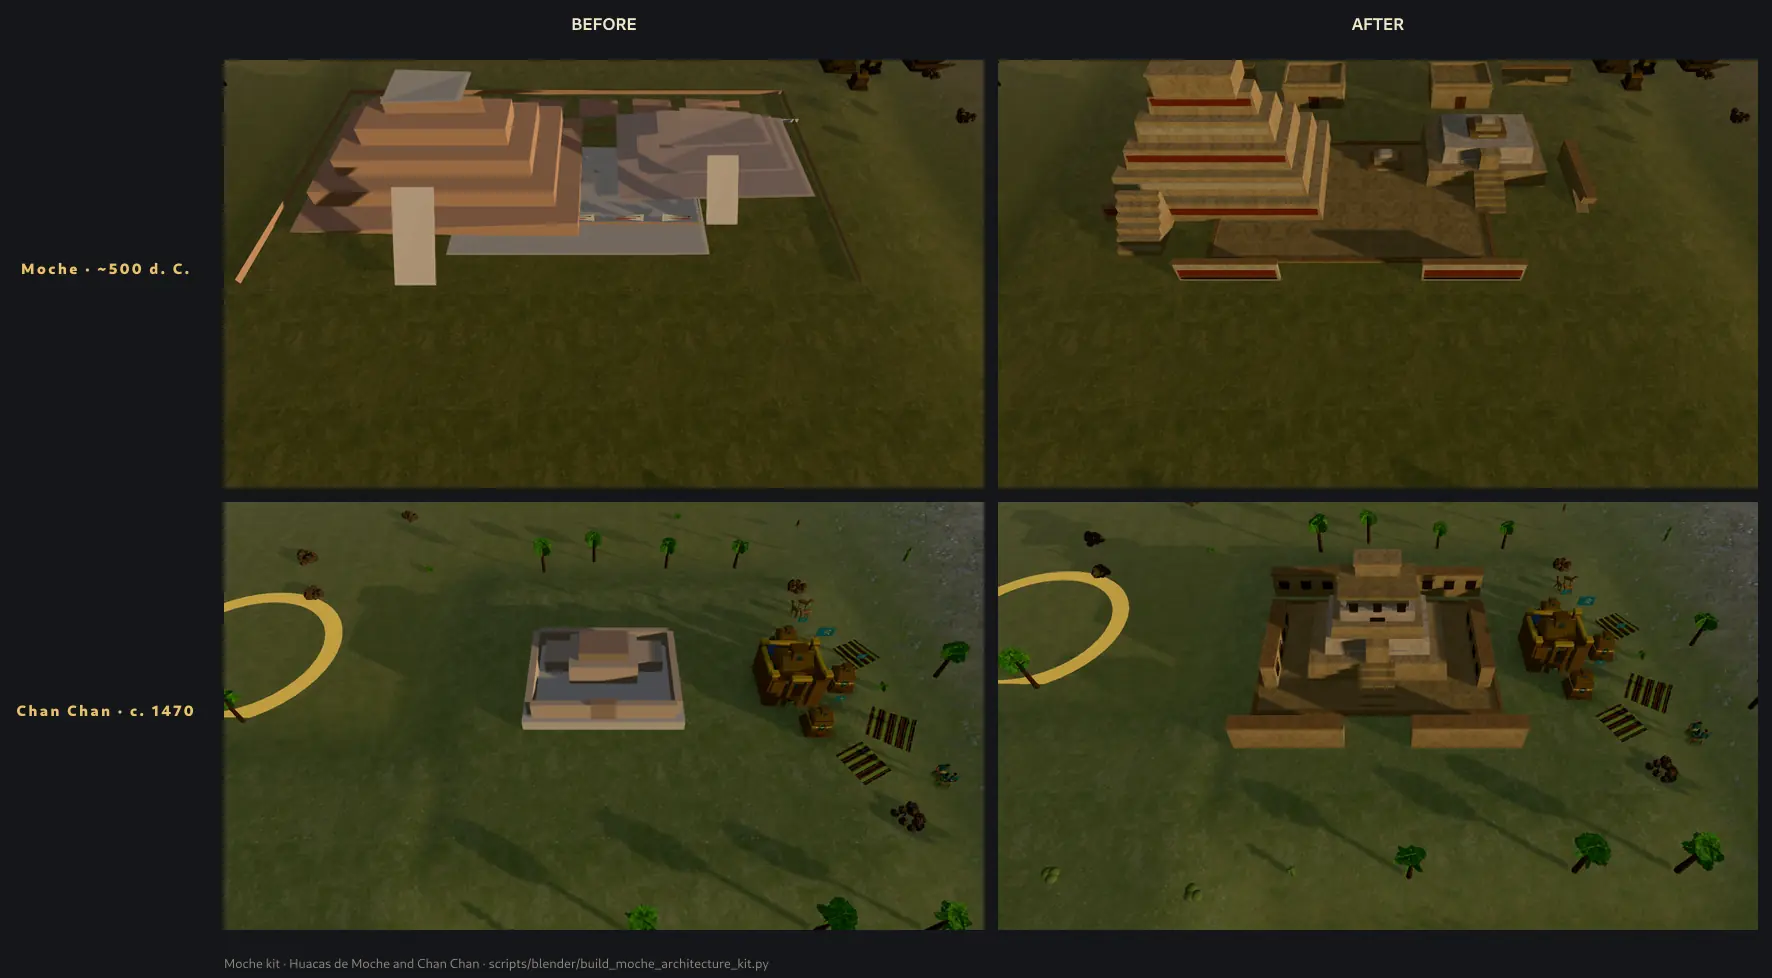 BEFORE
AFTER
Moche · ~500 d. C.
Chan Chan · c. 1470
Moche kit · Huacas de Moche and Chan Chan · scripts/blender/build_moche_architecture_kit.py